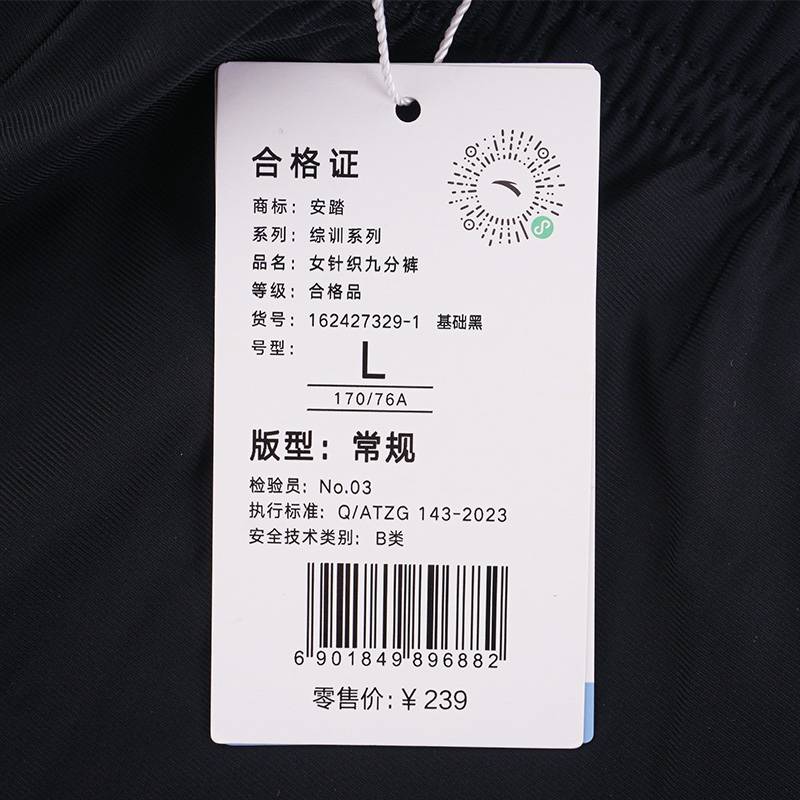 合格证
商标：安踏
系列：综训系列
品名：女针织九分裤
等级：合格品
货号：162427329-1 基础黑
号型：
L
170/76A
版型：常规
检验员：No.03
执行标准：Q/ATZG 143-2023
安全技术类别：B类
6 901849 896882
零售价:￥239